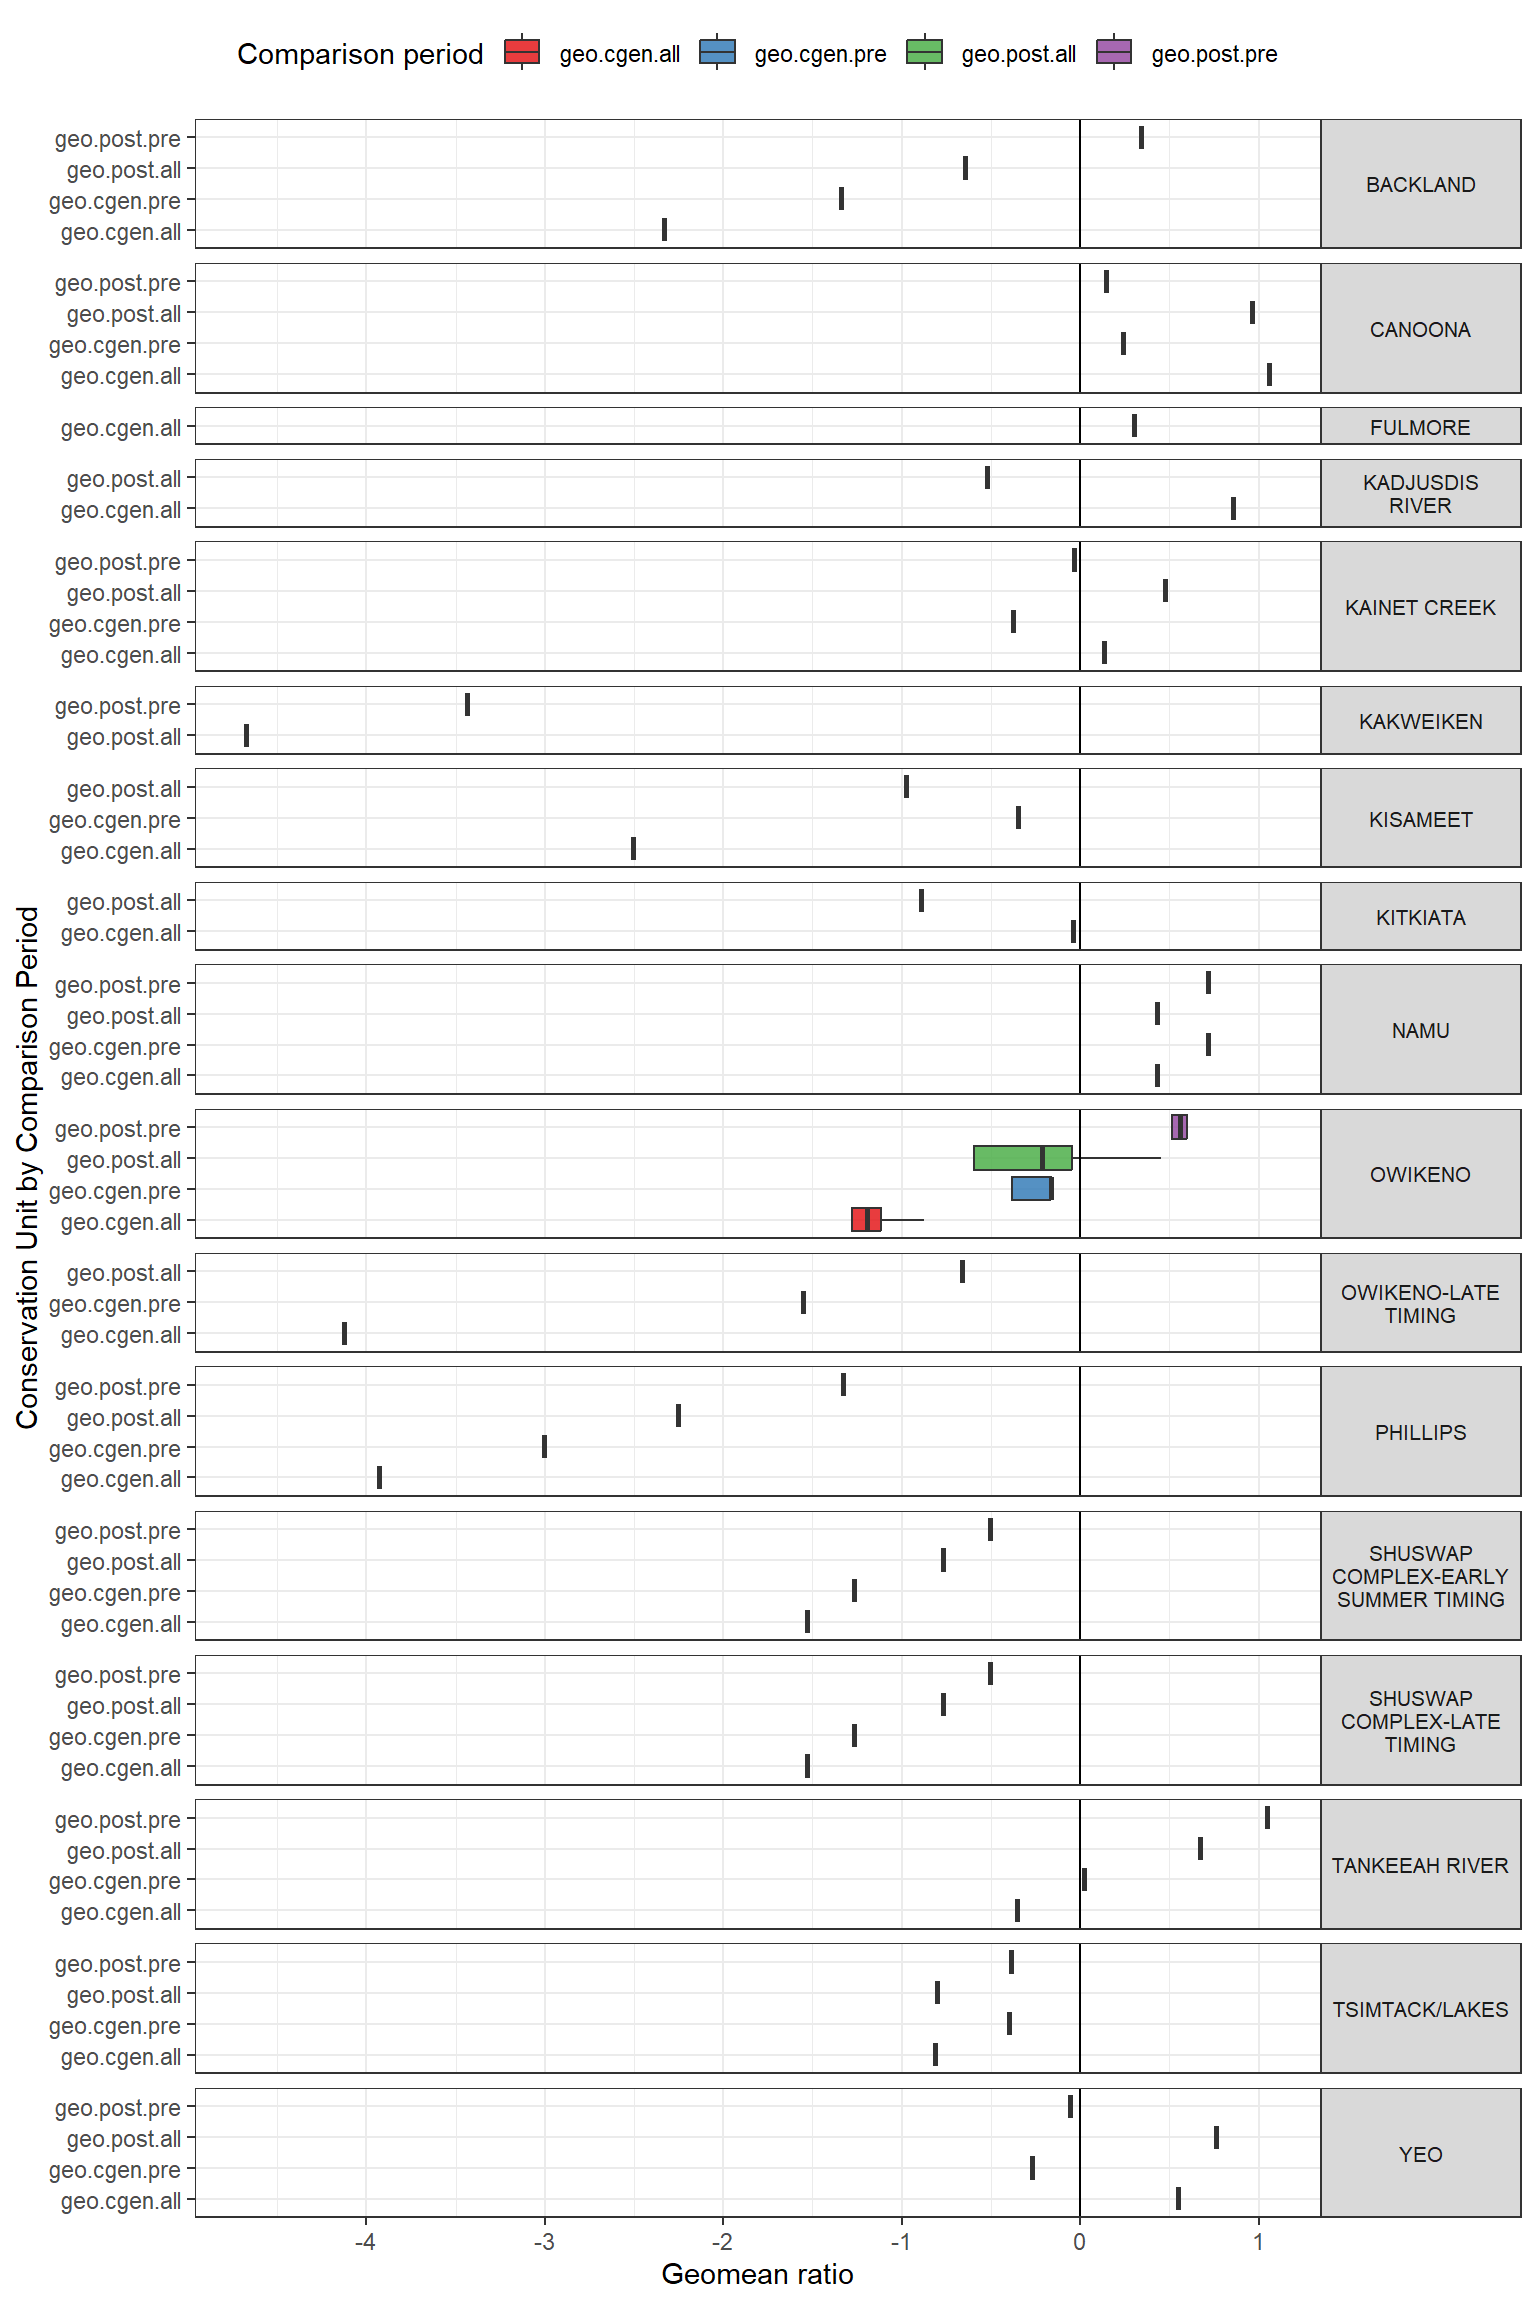 Comparison period geo.cgen.all geo.cgen.pre geo.post.all geo.post.pre
Conservation Unit by Comparison Period
geo.post.pre
geo.post.all
geo.cgen.pre
geo.cgen.all
BACKLAND
geo.post.pre
geo.post.all
geo.cgen.pre
geo.cgen.all
CANOONA
geo.cgen.all
FULMORE
geo.post.all
geo.cgen.all
KADJUSDIS
RIVER
geo.post.pre
geo.post.all
geo.cgen.pre
geo.cgen.all
KAINET CREEK
geo.post.pre
geo.post.all
KAKWEIKEN
geo.post.all
geo.cgen.pre
geo.cgen.all
KISAMEET
geo.post.all
geo.cgen.all
KITKIATA
geo.post.pre
geo.post.all
geo.cgen.pre
geo.cgen.all
NAMU
geo.post.pre
geo.post.all
geo.cgen.pre
geo.cgen.all
OWIKENO
geo.post.all
geo.cgen.pre
geo.cgen.all
OWIKENO-LATE
TIMING
geo.post.pre
geo.post.all
geo.cgen.pre
geo.cgen.all
PHILLIPS
geo.post.pre
geo.post.all
geo.cgen.pre
geo.cgen.all
SHUSWAP
COMPLEX-EARLY
SUMMER TIMING
geo.post.pre
geo.post.all
geo.cgen.pre
geo.cgen.all
SHUSWAP
COMPLEX-LATE
TIMING
geo.post.pre
geo.post.all
geo.cgen.pre
geo.cgen.all
TANKEEAH RIVER
geo.post.pre
geo.post.all
geo.cgen.pre
geo.cgen.all
TSIMTACK/LAKES
geo.post.pre
geo.post.all
geo.cgen.pre
geo.cgen.all
YEO
-4 -3 -2 -1 0 1
Geomean ratio